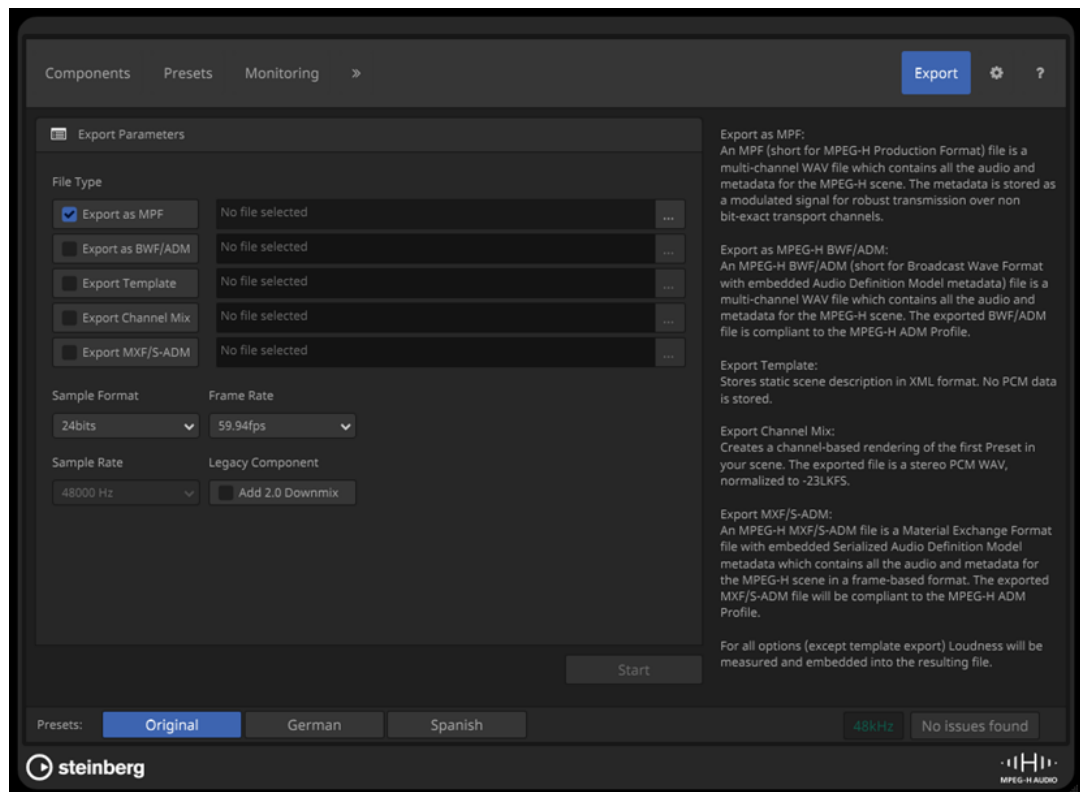 Components Presets Monitoring » Export ?
Export Parameters
File Type
Export as MPF No file selected ...
Export as BWF/ADM No file selected ...
Export Template No file selected ...
Export Channel Mix No file selected ...
Export MXF/S-ADM No file selected ...
Sample Format Frame Rate
24bits 59.94fps
Sample Rate Legacy Component
48000 Hz Add 2.0 Downmix
Start
Export as MPF:
An MPF (short for MPEG-H Production Format) file is a
multi-channel WAV file which contains all the audio and
metadata for the MPEG-H scene. The metadata is stored as
a modulated signal for robust transmission over non
bit-exact transport channels.
Export as MPEG-H BWF/ADM:
An MPEG-H BWF/ADM (short for Broadcast Wave Format
with embedded Audio Definition Model metadata) file is a
multi-channel WAV file which contains all the audio and
metadata for the MPEG-H scene. The exported BWF/ADM
file is compliant to the MPEG-H ADM Profile.
Export Template:
Stores static scene description in XML format. No PCM data
is stored.
Export Channel Mix:
Creates a channel-based rendering of the first Preset in
your scene. The exported file is a stereo PCM WAV,
normalized to -23LKFS.
Export MXF/S-ADM:
An MPEG-H MXF/S-ADM file is a Material Exchange Format
file with embedded Serialized Audio Definition Model
metadata which contains all the audio and metadata for
the MPEG-H scene in a frame-based format. The exported
MXF/S-ADM file will be compliant to the MPEG-H ADM
Profile.
For all options (except template export) Loudness will be
measured and embedded into the resulting file.
Presets: Original German Spanish 48kHz No issues found
steinberg
MPEG-H AUDIO